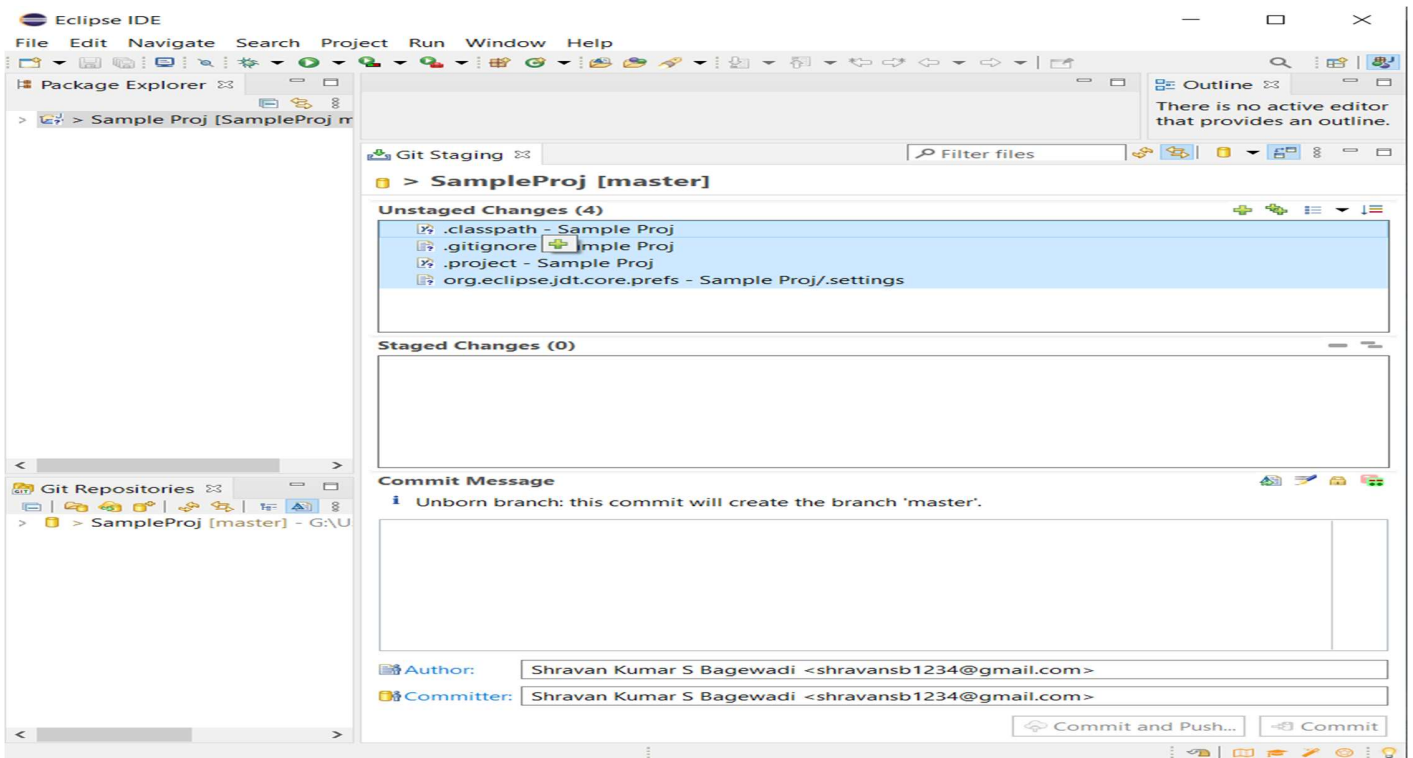 Eclipse IDE
File Edit Navigate Search Project Run Window Help
Package Explorer
> Sample Proj [SampleProj m
Outline
There is no active editor
that provides an outline.
Git Staging
Filter files
> SampleProj [master]
Unstaged Changes (4)
.classpath - Sample Proj
.gitignore mple Proj
.project - Sample Proj
org.eclipse.jdt.core.prefs - Sample Proj/.settings
Staged Changes (0)
Commit Message
Unborn branch: this commit will create the branch 'master'.
Git Repositories
> SampleProj [master] - G:\U
Author: Shravan Kumar S Bagewadi <shravansb1234@gmail.com>
Committer: Shravan Kumar S Bagewadi <shravansb1234@gmail.com>
Commit and Push... Commit